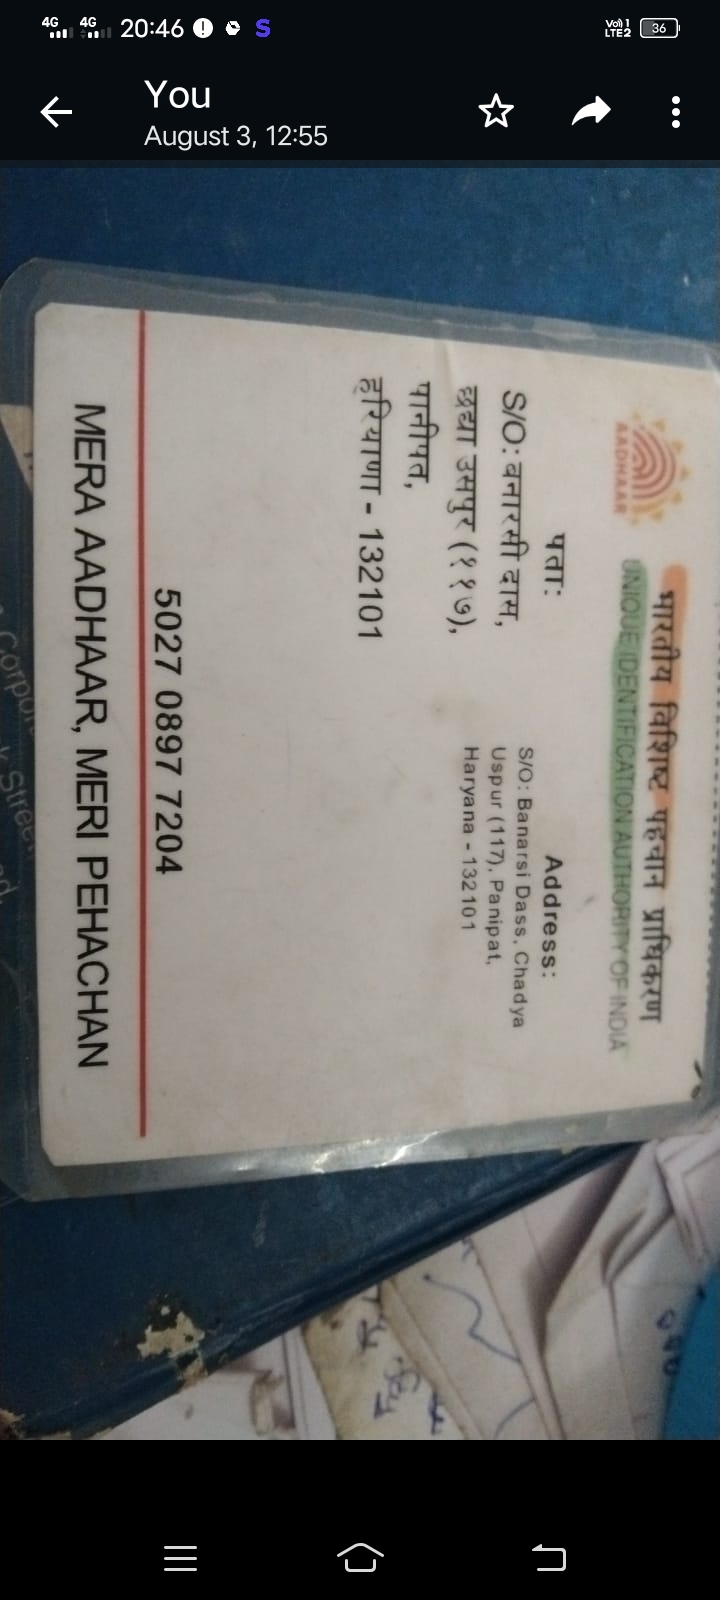 20:46
You
August 3, 12:55
AADHAAR
भारतीय विशिष्ट पहचान प्राधिकरण
UNIQUE IDENTIFICATION AUTHORITY OF INDIA
पता:
S/O: बनारसी दास,
छद्या उसपुर (११७),
पानीपत,
हरियाणा - 132101
Address:
S/O: Banarsi Dass, Chadya
Uspur (117), Panipat,
Haryana - 132101
5027 0897 7204
MERA AADHAAR, MERI PEHACHAN